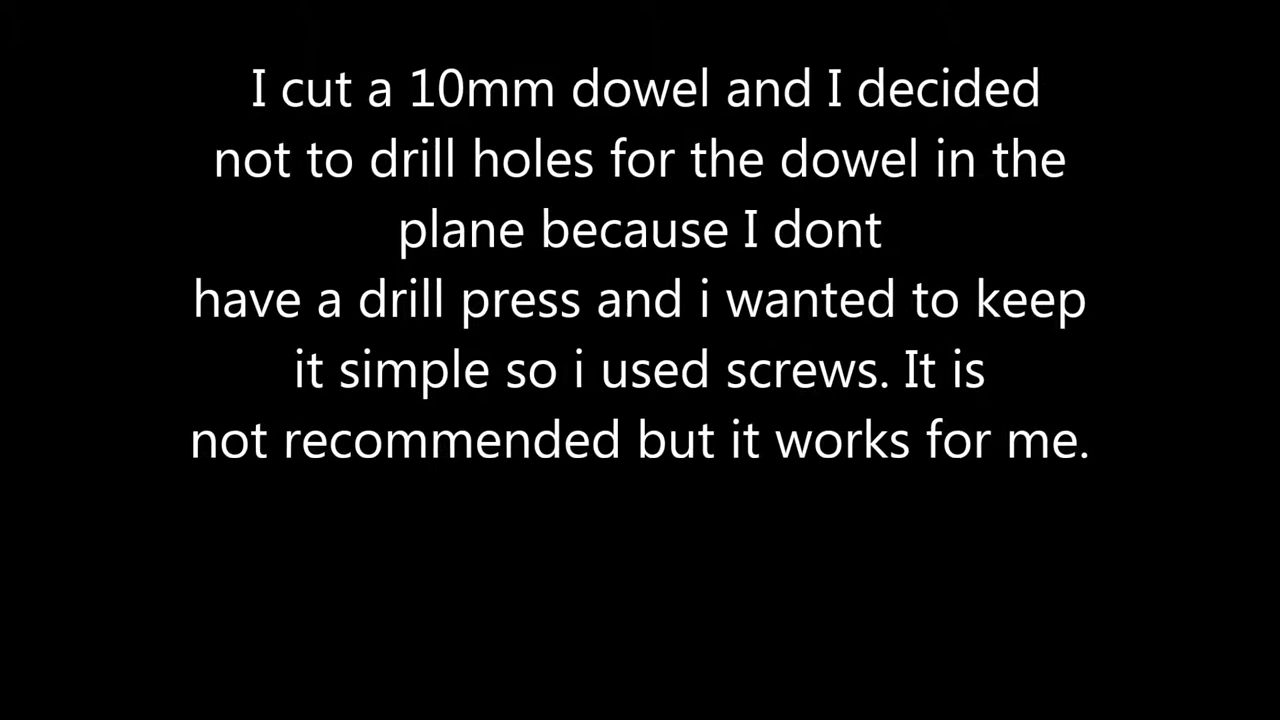 I cut a 10mm dowel and I decided
not to drill holes for the dowel in the
plane because I dont
have a drill press and i wanted to keep
it simple so i used screws. It is
not recommended but it works for me.